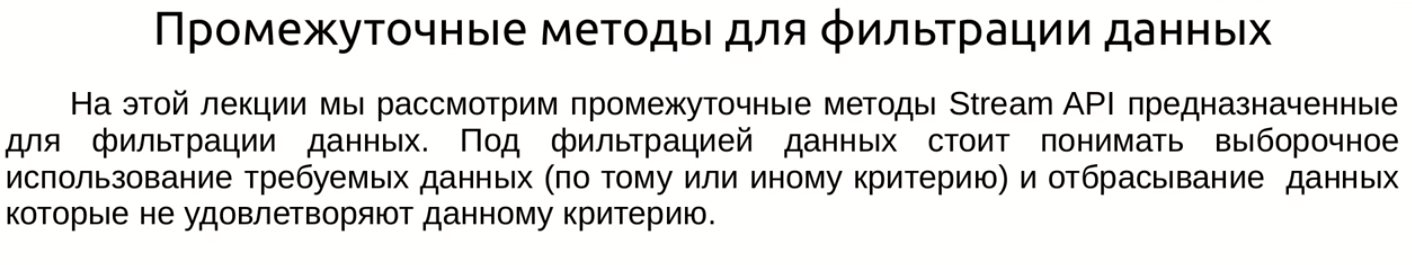 Промежуточные методы для фильтрации данных
На этой лекции мы рассмотрим промежуточные методы Stream API предназначенные
для фильтрации данных. Под фильтрацией данных стоит понимать выборочное
использование требуемых данных (по тому или иному критерию) и отбрасывание данных
которые не удовлетворяют данному критерию.